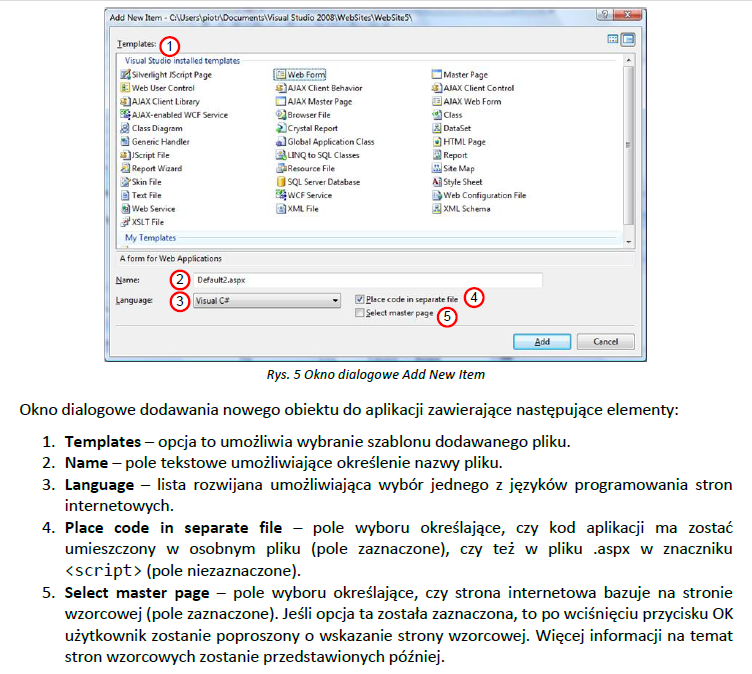 Add New Item - C:\Users\piotr\Documents\Visual Studio 2008\WebSites\WebSite5\
Templates: 1
Visual Studio installed templates
Silverlight JScript Page Web Form Master Page
Web User Control AJAX Client Behavior AJAX Client Control
AJAX Client Library AJAX Master Page AJAX Web Form
AJAX-enabled WCF Service Browser File Class
Class Diagram Crystal Report DataSet
Generic Handler Global Application Class HTML Page
JScript File LINQ to SQL Classes Report
Report Wizard Resource File Site Map
Skin File SQL Server Database Style Sheet
Text File WCF Service Web Configuration File
Web Service XML File XML Schema
XSLT File
My Templates
A form for Web Applications
Name: 2 Default2.aspx
Language: 3 Visual C# Place code in separate file 4
Select master page 5
Add Cancel
Rys. 5 Okno dialogowe Add New Item
Okno dialogowe dodawania nowego obiektu do aplikacji zawierające następujące elementy:
1. Templates – opcja to umożliwia wybranie szablonu dodawanego pliku.
2. Name – pole tekstowe umożliwiające określenie nazwy pliku.
3. Language – lista rozwijana umożliwiająca wybór jednego z języków programowania stron
internetowych.
4. Place code in separate file – pole wyboru określające, czy kod aplikacji ma zostać
umieszczony w osobnym pliku (pole zaznaczone), czy też w pliku .aspx w znaczniku
<script> (pole niezaznaczone).
5. Select master page – pole wyboru określające, czy strona internetowa bazuje na stronie
wzorcowej (pole zaznaczone). Jeśli opcja ta została zaznaczona, to po wciśnięciu przycisku OK
użytkownik zostanie poproszony o wskazanie strony wzorcowej. Więcej informacji na temat
stron wzorcowych zostanie przedstawionych później.